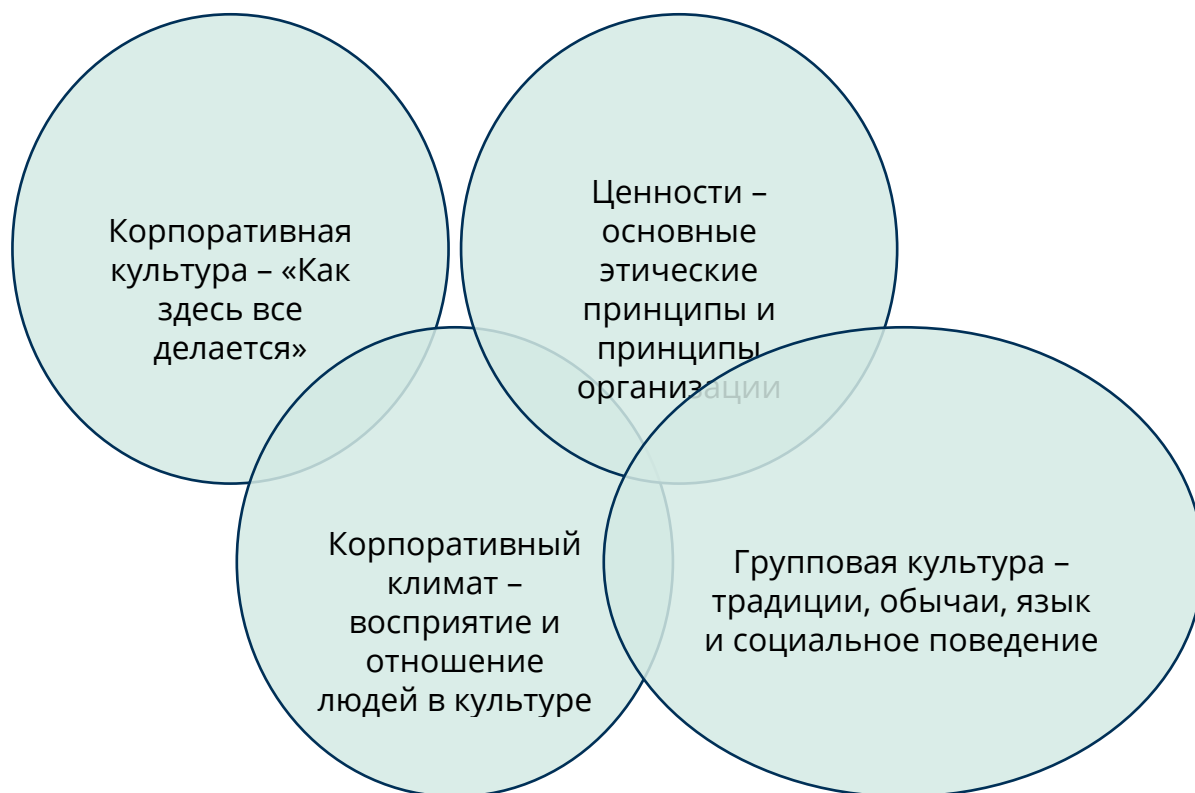 Корпоративная
культура – «Как
здесь все
делается»
Ценности –
основные
этические
принципы и
принципы
организации
Корпоративный
климат –
восприятие и
отношение
людей в культуре
Групповая культура –
традиции, обычаи, язык
и социальное поведение